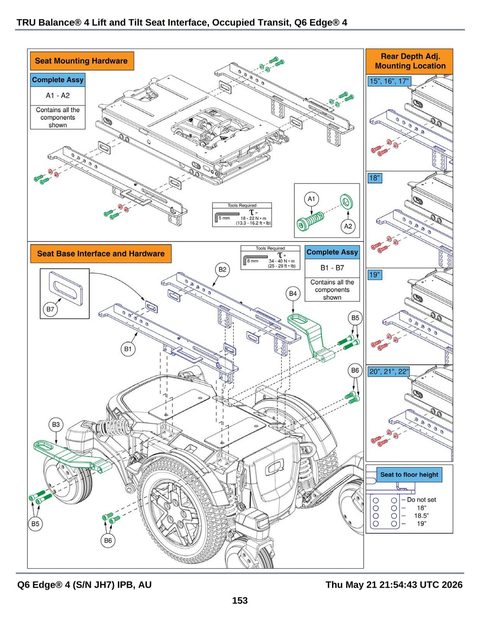 TRU Balance® 4 Lift and Tilt Seat Interface, Occupied Transit, Q6 Edge® 4
Seat Mounting Hardware
Complete Assy
A1 - A2
Contains all the
components
shown
Rear Depth Adj.
Mounting Location
15", 16", 17"
18"
19"
20", 21", 22"
Tools Required
5 mm
18 - 22 N • m
(13.3 - 16.2 ft • lb)
A1
A2
Seat Base Interface and Hardware
Tools Required
8 mm
34 - 40 N • m
(25 - 29 ft • lb)
Complete Assy
B1 - B7
Contains all the
components
shown
B7
B2
B4
B5
B1
B6
B3
B5
B6
Seat to floor height
Do not set
18"
18.5"
19"
Q6 Edge® 4 (S/N JH7) IPB, AU
Thu May 21 21:54:43 UTC 2026
153